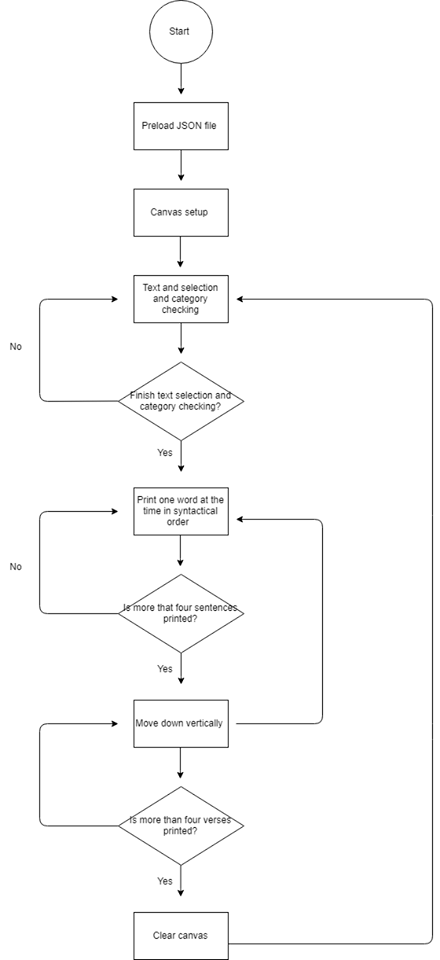 Start
Preload JSON file
Canvas setup
Text and selection
and category
checking
No
Finish text selection and
category checking?
Yes
Print one word at the
time in syntactical
order
No
Is more that four sentences
printed?
Yes
Move down vertically
Is more than four verses
printed?
Yes
Clear canvas